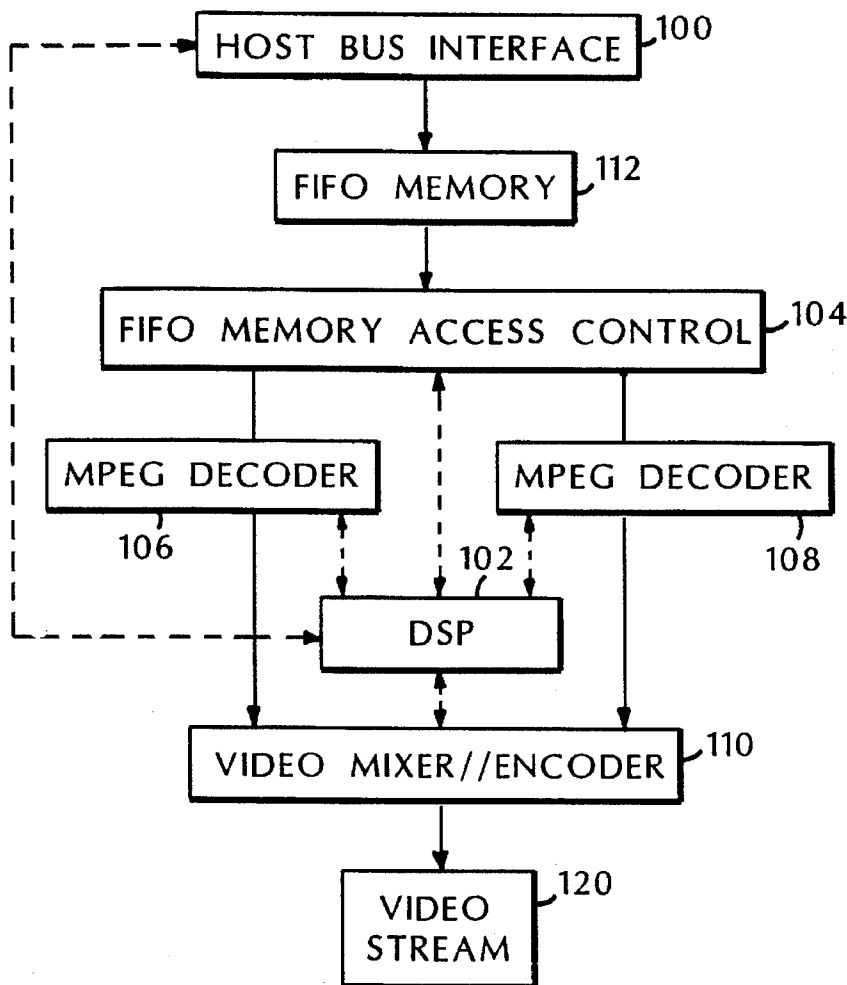 HOST BUS INTERFACE
100
FIFO MEMORY
112
FIFO MEMORY ACCESS CONTROL
104
MPEG DECODER
106
MPEG DECODER
108
102
DSP
VIDEO MIXER//ENCODER
110
VIDEO
STREAM
120